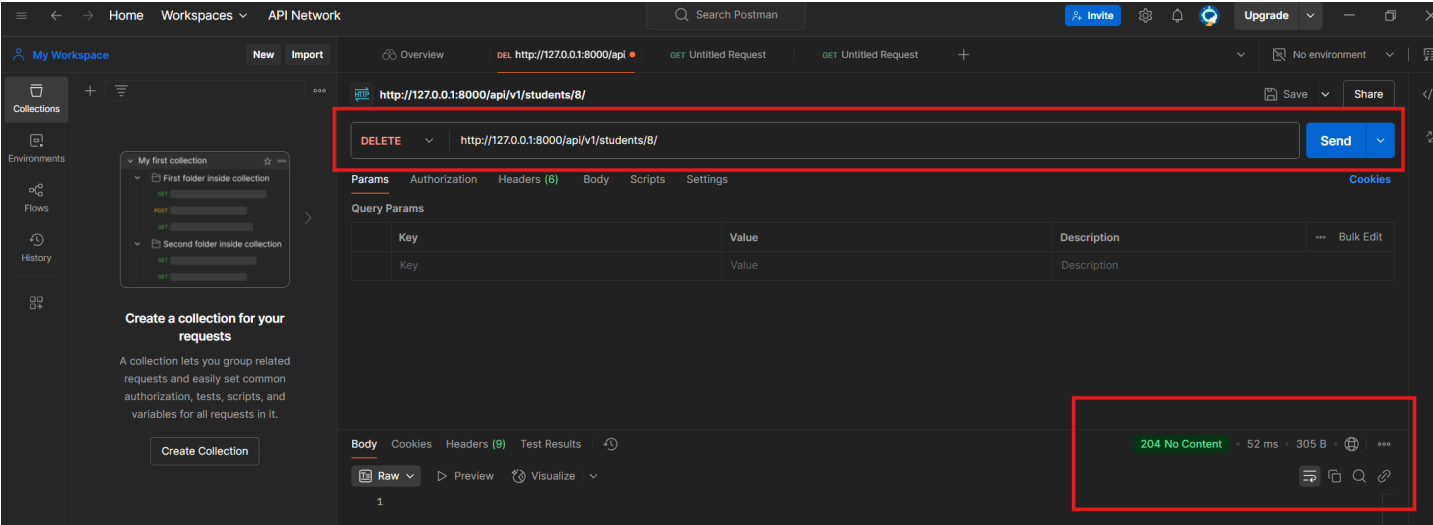 Home Workspaces API Network Search Postman Invite Upgrade
My Workspace New Import Overview DEL http://127.0.0.1:8000/api GET Untitled Request GET Untitled Request No environment
Collections
Environments
Flows
History
My first collection
First folder inside collection
GET
POST
GET
Second folder inside collection
GET
GET
Create a collection for your
requests
A collection lets you group related
requests and easily set common
authorization, tests, scripts, and
variables for all requests in it.
Create Collection
HTTP http://127.0.0.1:8000/api/v1/students/8/ Save Share
DELETE http://127.0.0.1:8000/api/v1/students/8/ Send
Params Authorization Headers (6) Body Scripts Settings Cookies
Query Params
Key Value Description Bulk Edit
Key Value Description
Body Cookies Headers (9) Test Results 204 No Content 52 ms 305 B
Raw Preview Visualize
1